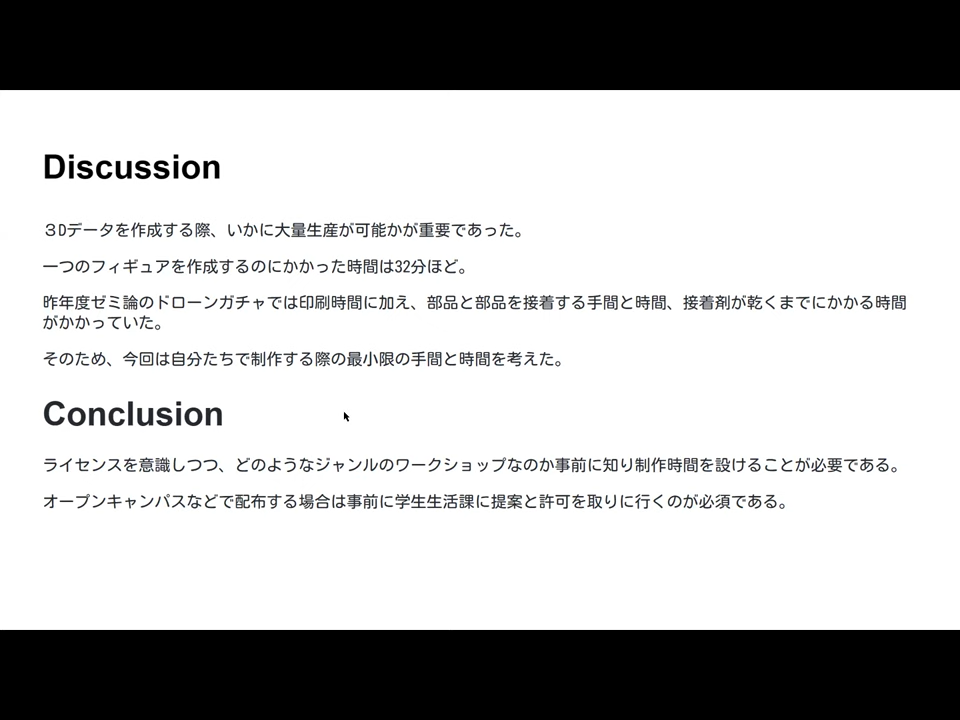 Discussion
３Dデータを作成する際、いかに大量生産が可能かが重要であった。
一つのフィギュアを作成するのにかかった時間は32分ほど。
昨年度ゼミ論のドローンガチャでは印刷時間に加え、部品と部品を接着する手間と時間、接着剤が乾くまでにかかる時間
がかかっていた。
そのため、今回は自分たちで制作する際の最小限の手間と時間を考えた。
Conclusion
ライセンスを意識しつつ、どのようなジャンルのワークショップなのか事前に知り制作時間を設けることが必要である。
オープンキャンパスなどで配布する場合は事前に学生生活課に提案と許可を取りに行くのが必須である。